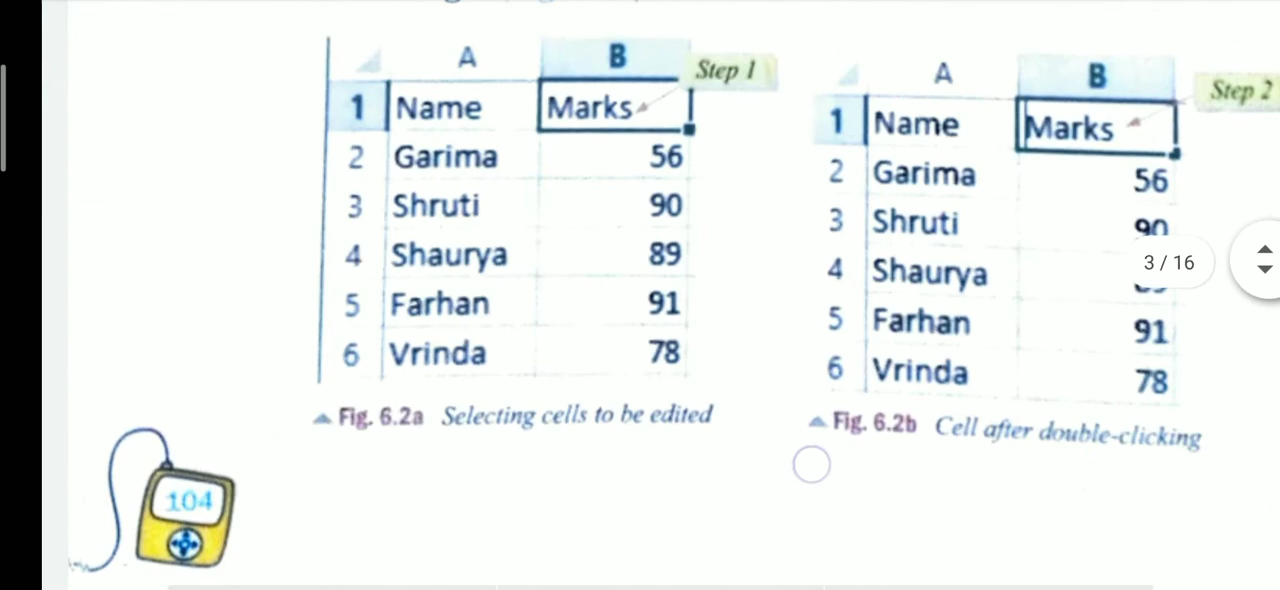 A B
Step 1
1 Name Marks
2 Garima 56
3 Shruti 90
4 Shaurya 89
5 Farhan 91
6 Vrinda 78
Fig. 6.2a Selecting cells to be edited
A B
Step 2
1 Name Marks
2 Garima 56
3 Shruti 90
4 Shaurya
5 Farhan 91
6 Vrinda 78
Fig. 6.2b Cell after double-clicking
3 / 16
104